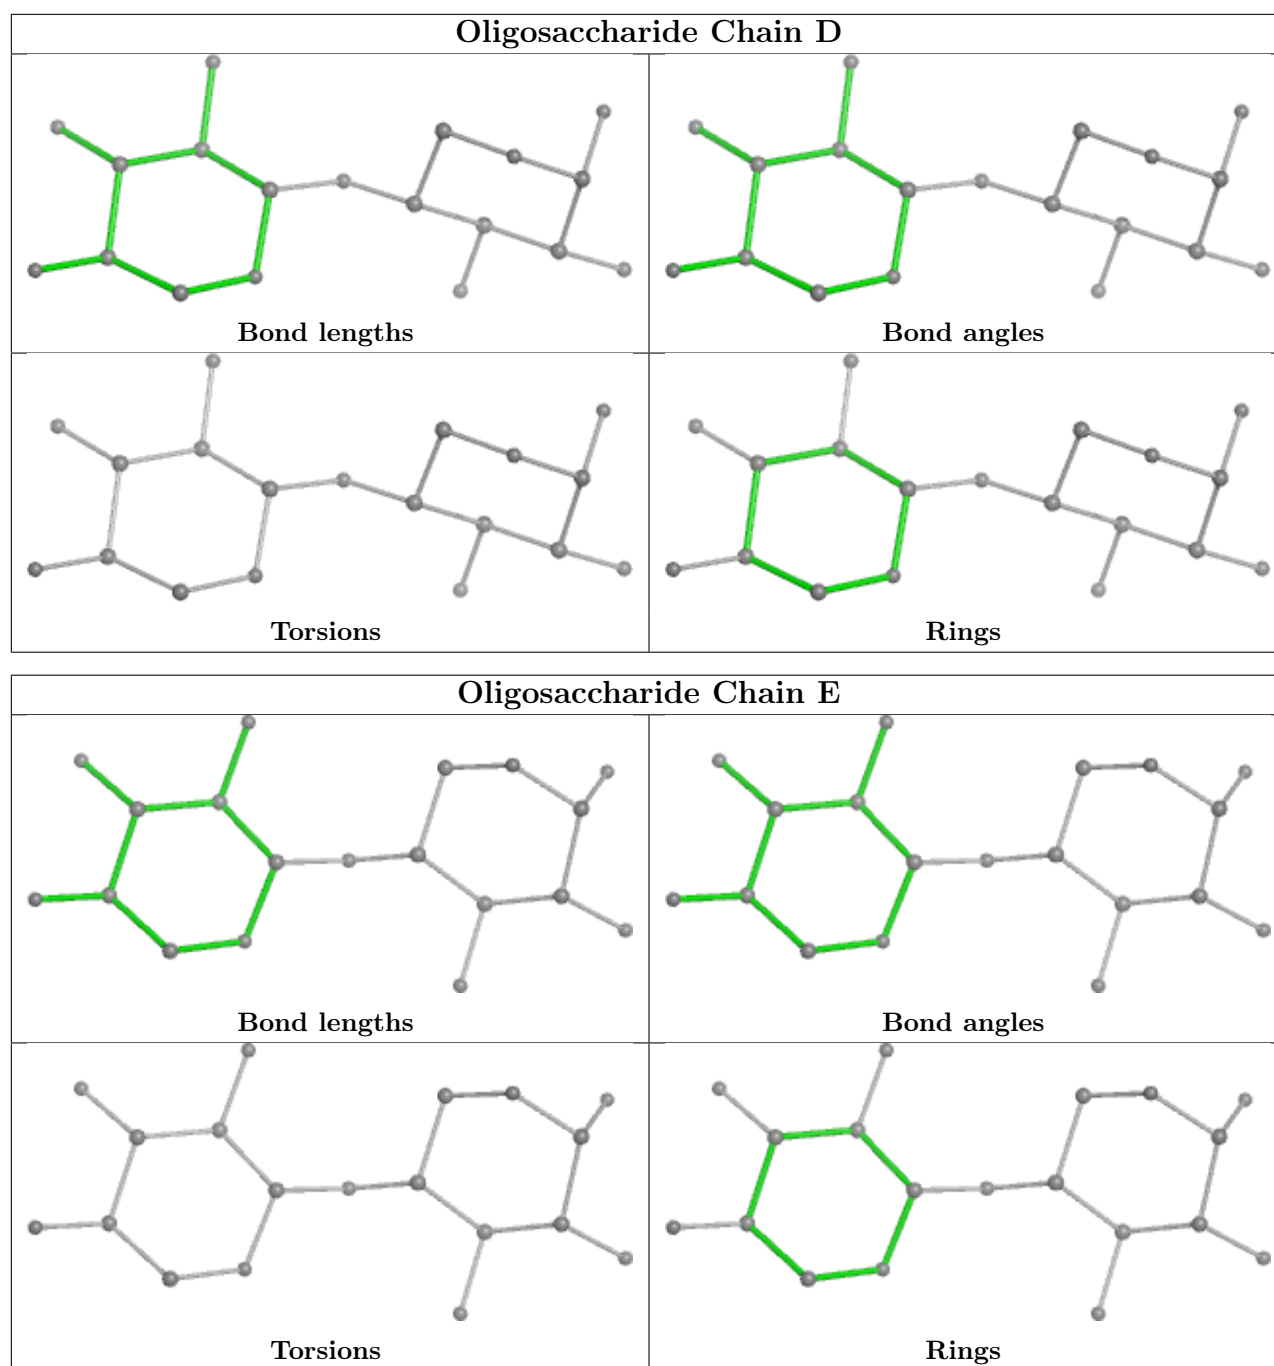 Oligosaccharide Chain D
Bond lengths
Bond angles
Torsions
Rings
Oligosaccharide Chain E
Bond lengths
Bond angles
Torsions
Rings